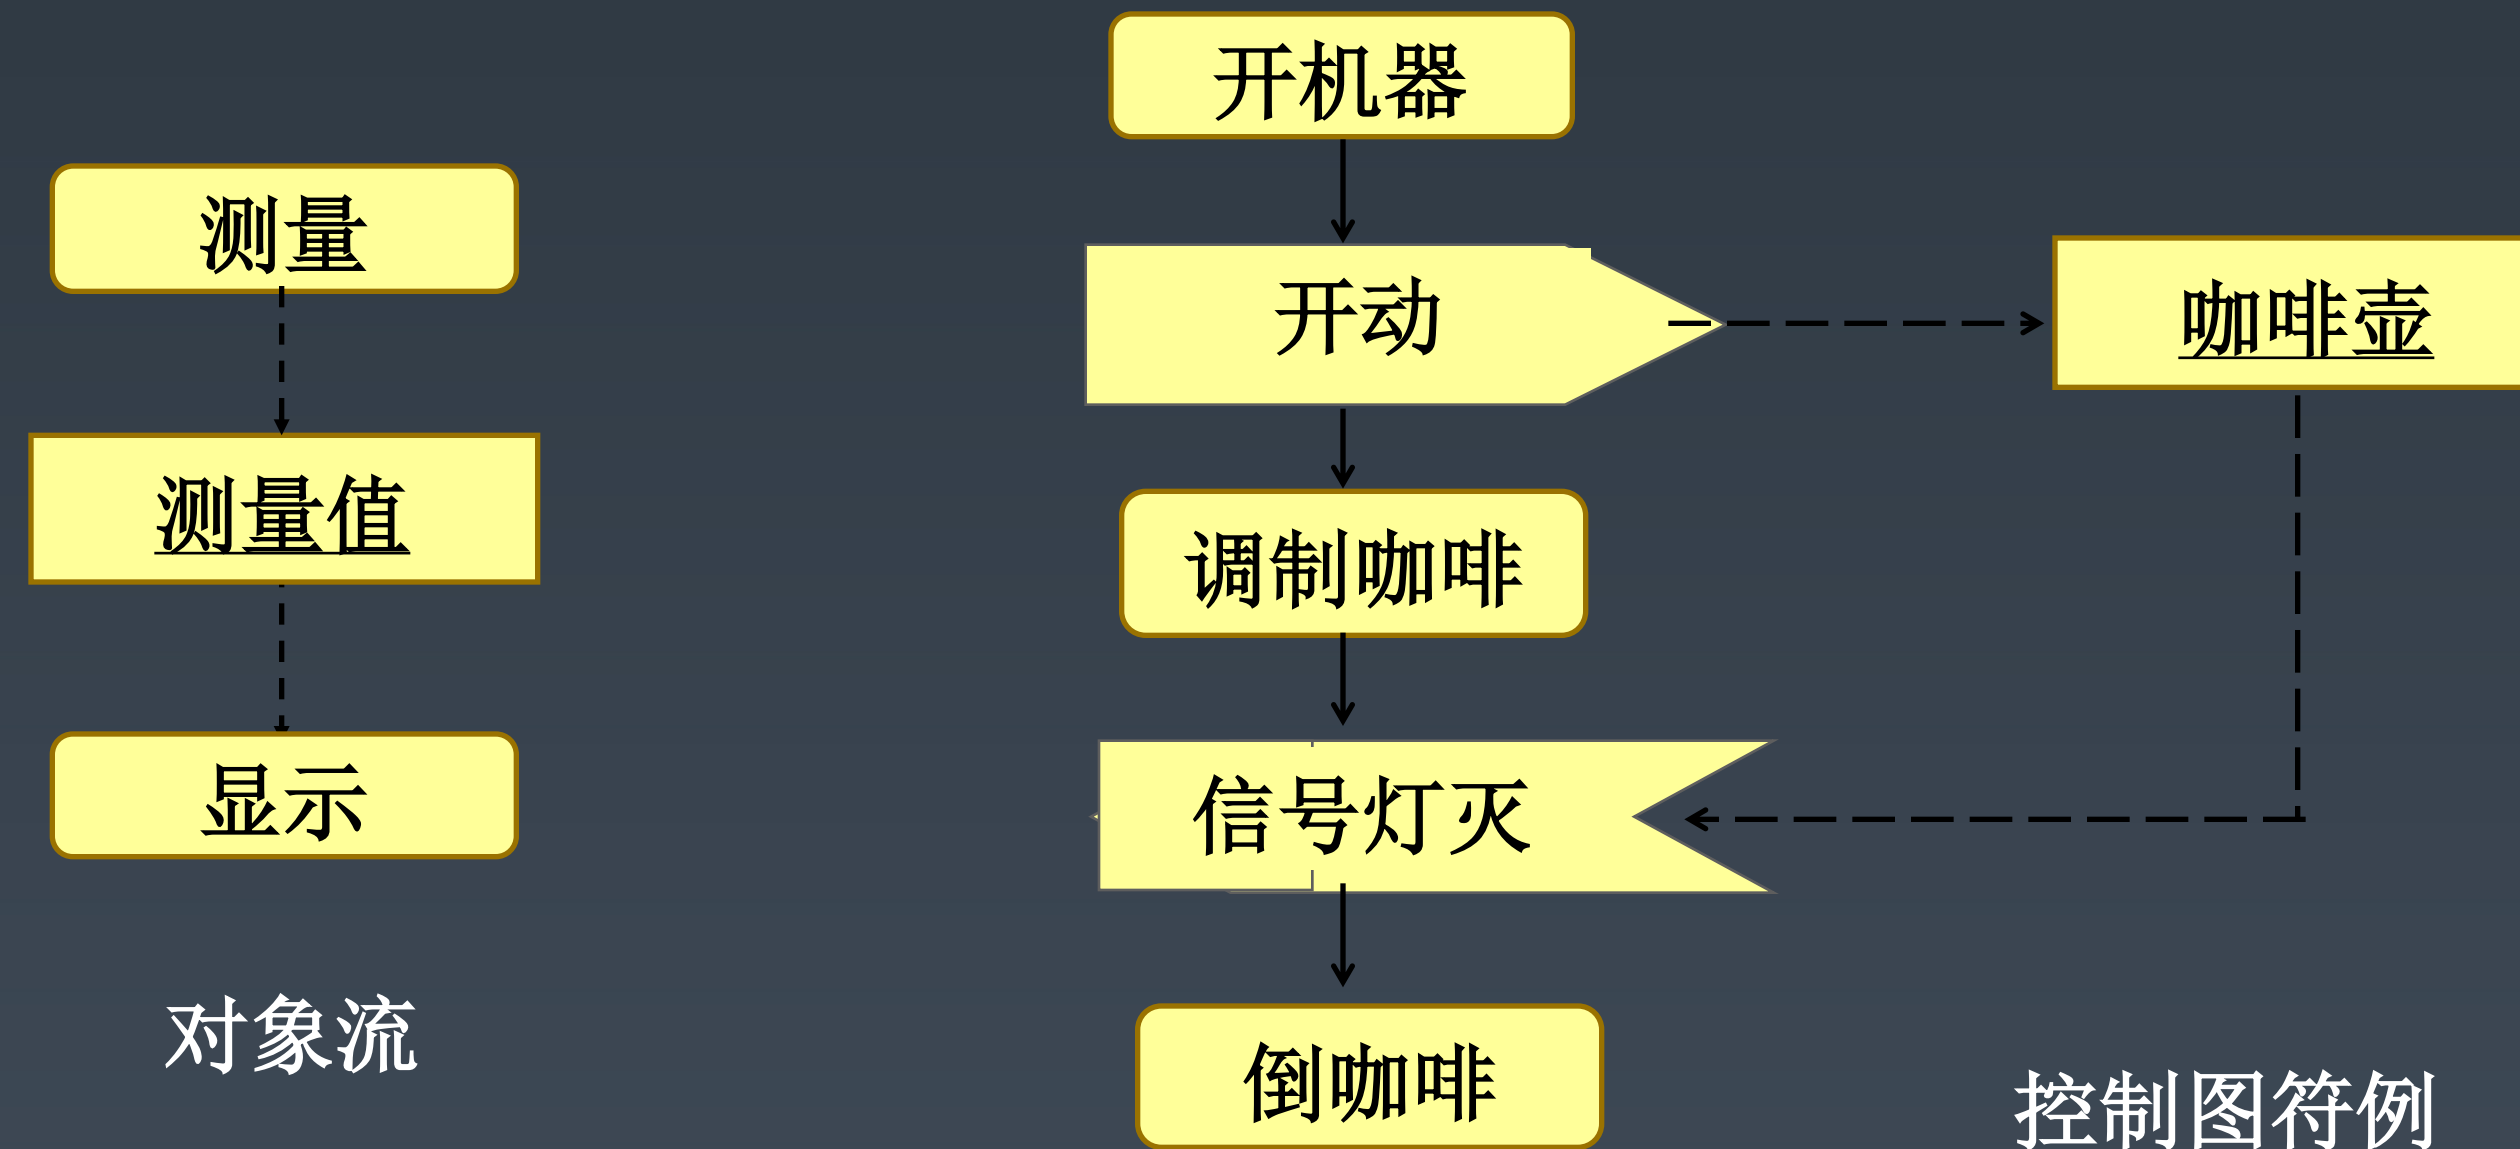 开机器
测量
开动
咖啡壶
测量值
调制咖啡
显示
信号灯灭
对象流
倒咖啡
控制图符例